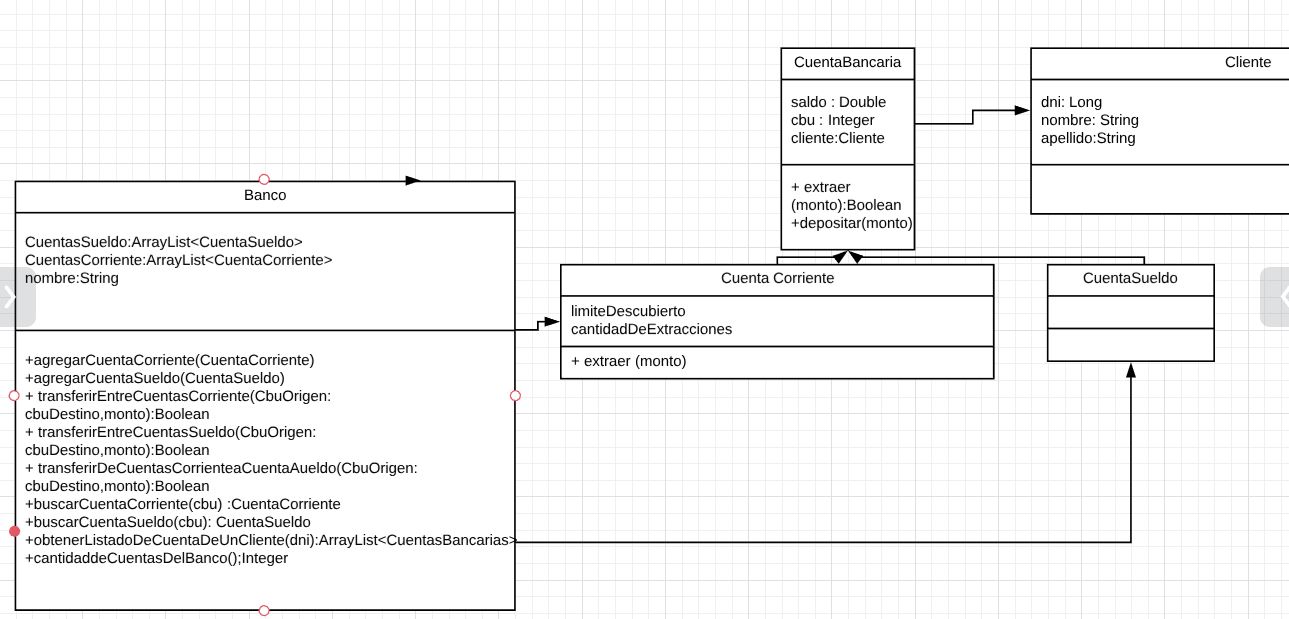 CuentaBancaria
saldo : Double
cbu : Integer
cliente:Cliente
+ extraer
(monto):Boolean
+depositar(monto)
Cliente
dni: Long
nombre: String
apellido:String
Banco
CuentasSueldo:ArrayList<CuentaSueldo>
CuentasCorriente:ArrayList<CuentaCorriente>
nombre:String
+agregarCuentaCorriente(CuentaCorriente)
+agregarCuentaSueldo(CuentaSueldo)
+ transferirEntreCuentasCorriente(CbuOrigen:
cbuDestino,monto):Boolean
+ transferirEntreCuentasSueldo(CbuOrigen:
cbuDestino,monto):Boolean
+ transferirDeCuentasCorrienteaCuentaAueldo(CbuOrigen:
cbuDestino,monto):Boolean
+buscarCuentaCorriente(cbu) :CuentaCorriente
+buscarCuentaSueldo(cbu): CuentaSueldo
+obtenerListadoDeCuentaDeUnCliente(dni):ArrayList<CuentasBancarias>
+cantidaddeCuentasDelBanco();Integer
Cuenta Corriente
limiteDescubierto
cantidadDeExtracciones
+ extraer (monto)
CuentaSueldo